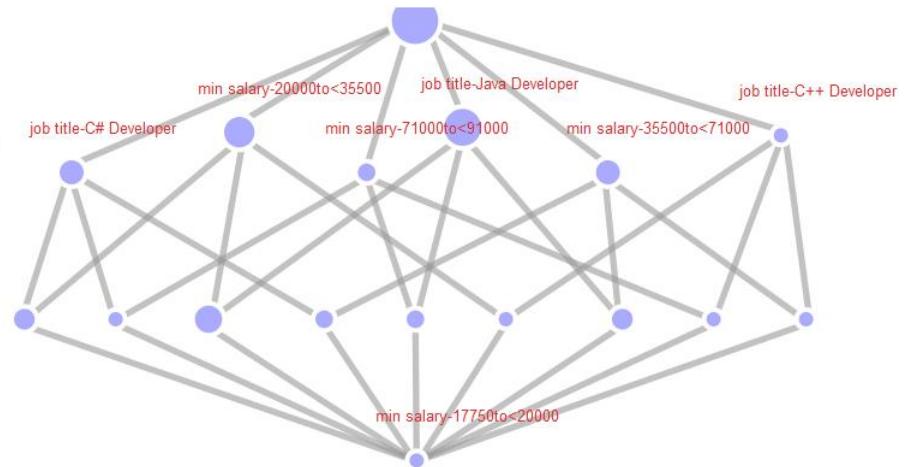 job title-Java Developer
min salary-20000to<35500
job title-C++ Developer
job title-C# Developer
min salary-71000to<91000
min salary-35500to<71000
min salary-17750to<20000